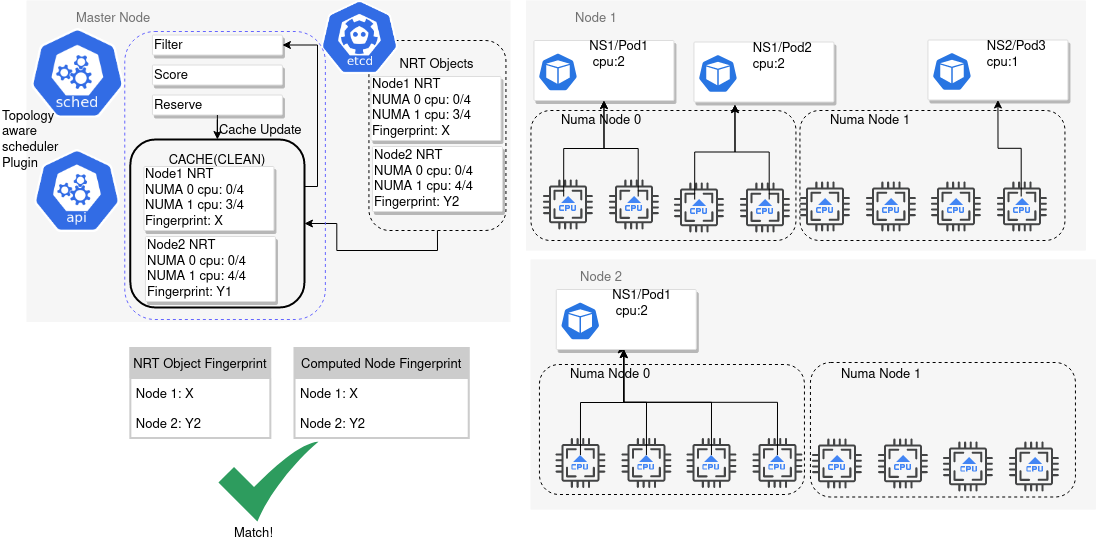 Master Node
sched
Topology
aware
scheduler
Plugin
api
Filter
Score
Reserve
Cache Update
CACHE(CLEAN)
Node1 NRT
NUMA 0 cpu: 0/4
NUMA 1 cpu: 3/4
Fingerprint: X
Node2 NRT
NUMA 0 cpu: 0/4
NUMA 1 cpu: 4/4
Fingerprint: Y1
etcd
NRT Objects
Node1 NRT
NUMA 0 cpu: 0/4
NUMA 1 cpu: 3/4
Fingerprint: X
Node2 NRT
NUMA 0 cpu: 0/4
NUMA 1 cpu: 4/4
Fingerprint: Y2
Node 1
NS1/Pod1
cpu:2
NS1/Pod2
cpu:2
NS2/Pod3
cpu:1
Numa Node 0
Numa Node 1
CPU
CPU
CPU
CPU
CPU
CPU
CPU
CPU
Node 2
NS1/Pod1
cpu:2
Numa Node 0
Numa Node 1
CPU
CPU
CPU
CPU
CPU
CPU
CPU
CPU
NRT Object Fingerprint
Node 1: X
Node 2: Y2
Computed Node Fingerprint
Node 1: X
Node 2: Y2
Match!